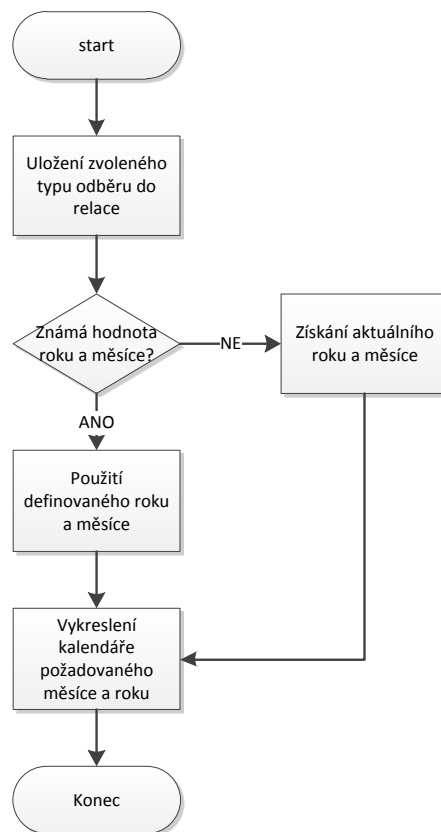 start
Uložení zvoleného
typu odběru do
relace
Známá hodnota
roku a měsíce?
NE
Získání aktuálního
roku a měsíce
ANO
Použití
definovaného roku
a měsíce
Vykreslení
kalendáře
požadovaného
měsíce a roku
Konec